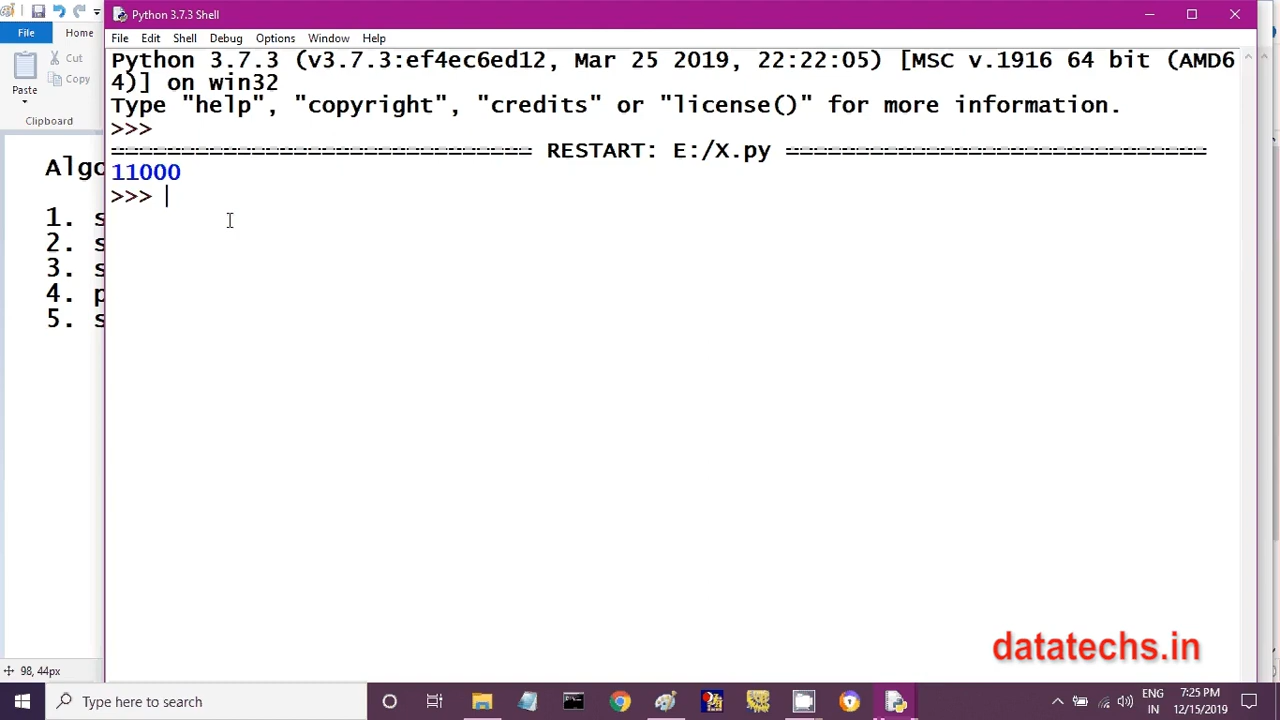 Python 3.7.3 Shell
File Home
File Edit Shell Debug Options Window Help
Cut
Copy
Paste
Clipboard
Python 3.7.3 (v3.7.3:ef4ec6ed12, Mar 25 2019, 22:22:05) [MSC v.1916 64 bit (AMD6
4)] on win32
Type "help", "copyright", "credits" or "license()" for more information.
>>>
============================== RESTART: E:/X.py ==============================
11000
>>>
Algo
1. s
2. s
3. s
4. p
5. s
datatechs.in
98, 44px
Type here to search
ENG
IN
7:25 PM
12/15/2019